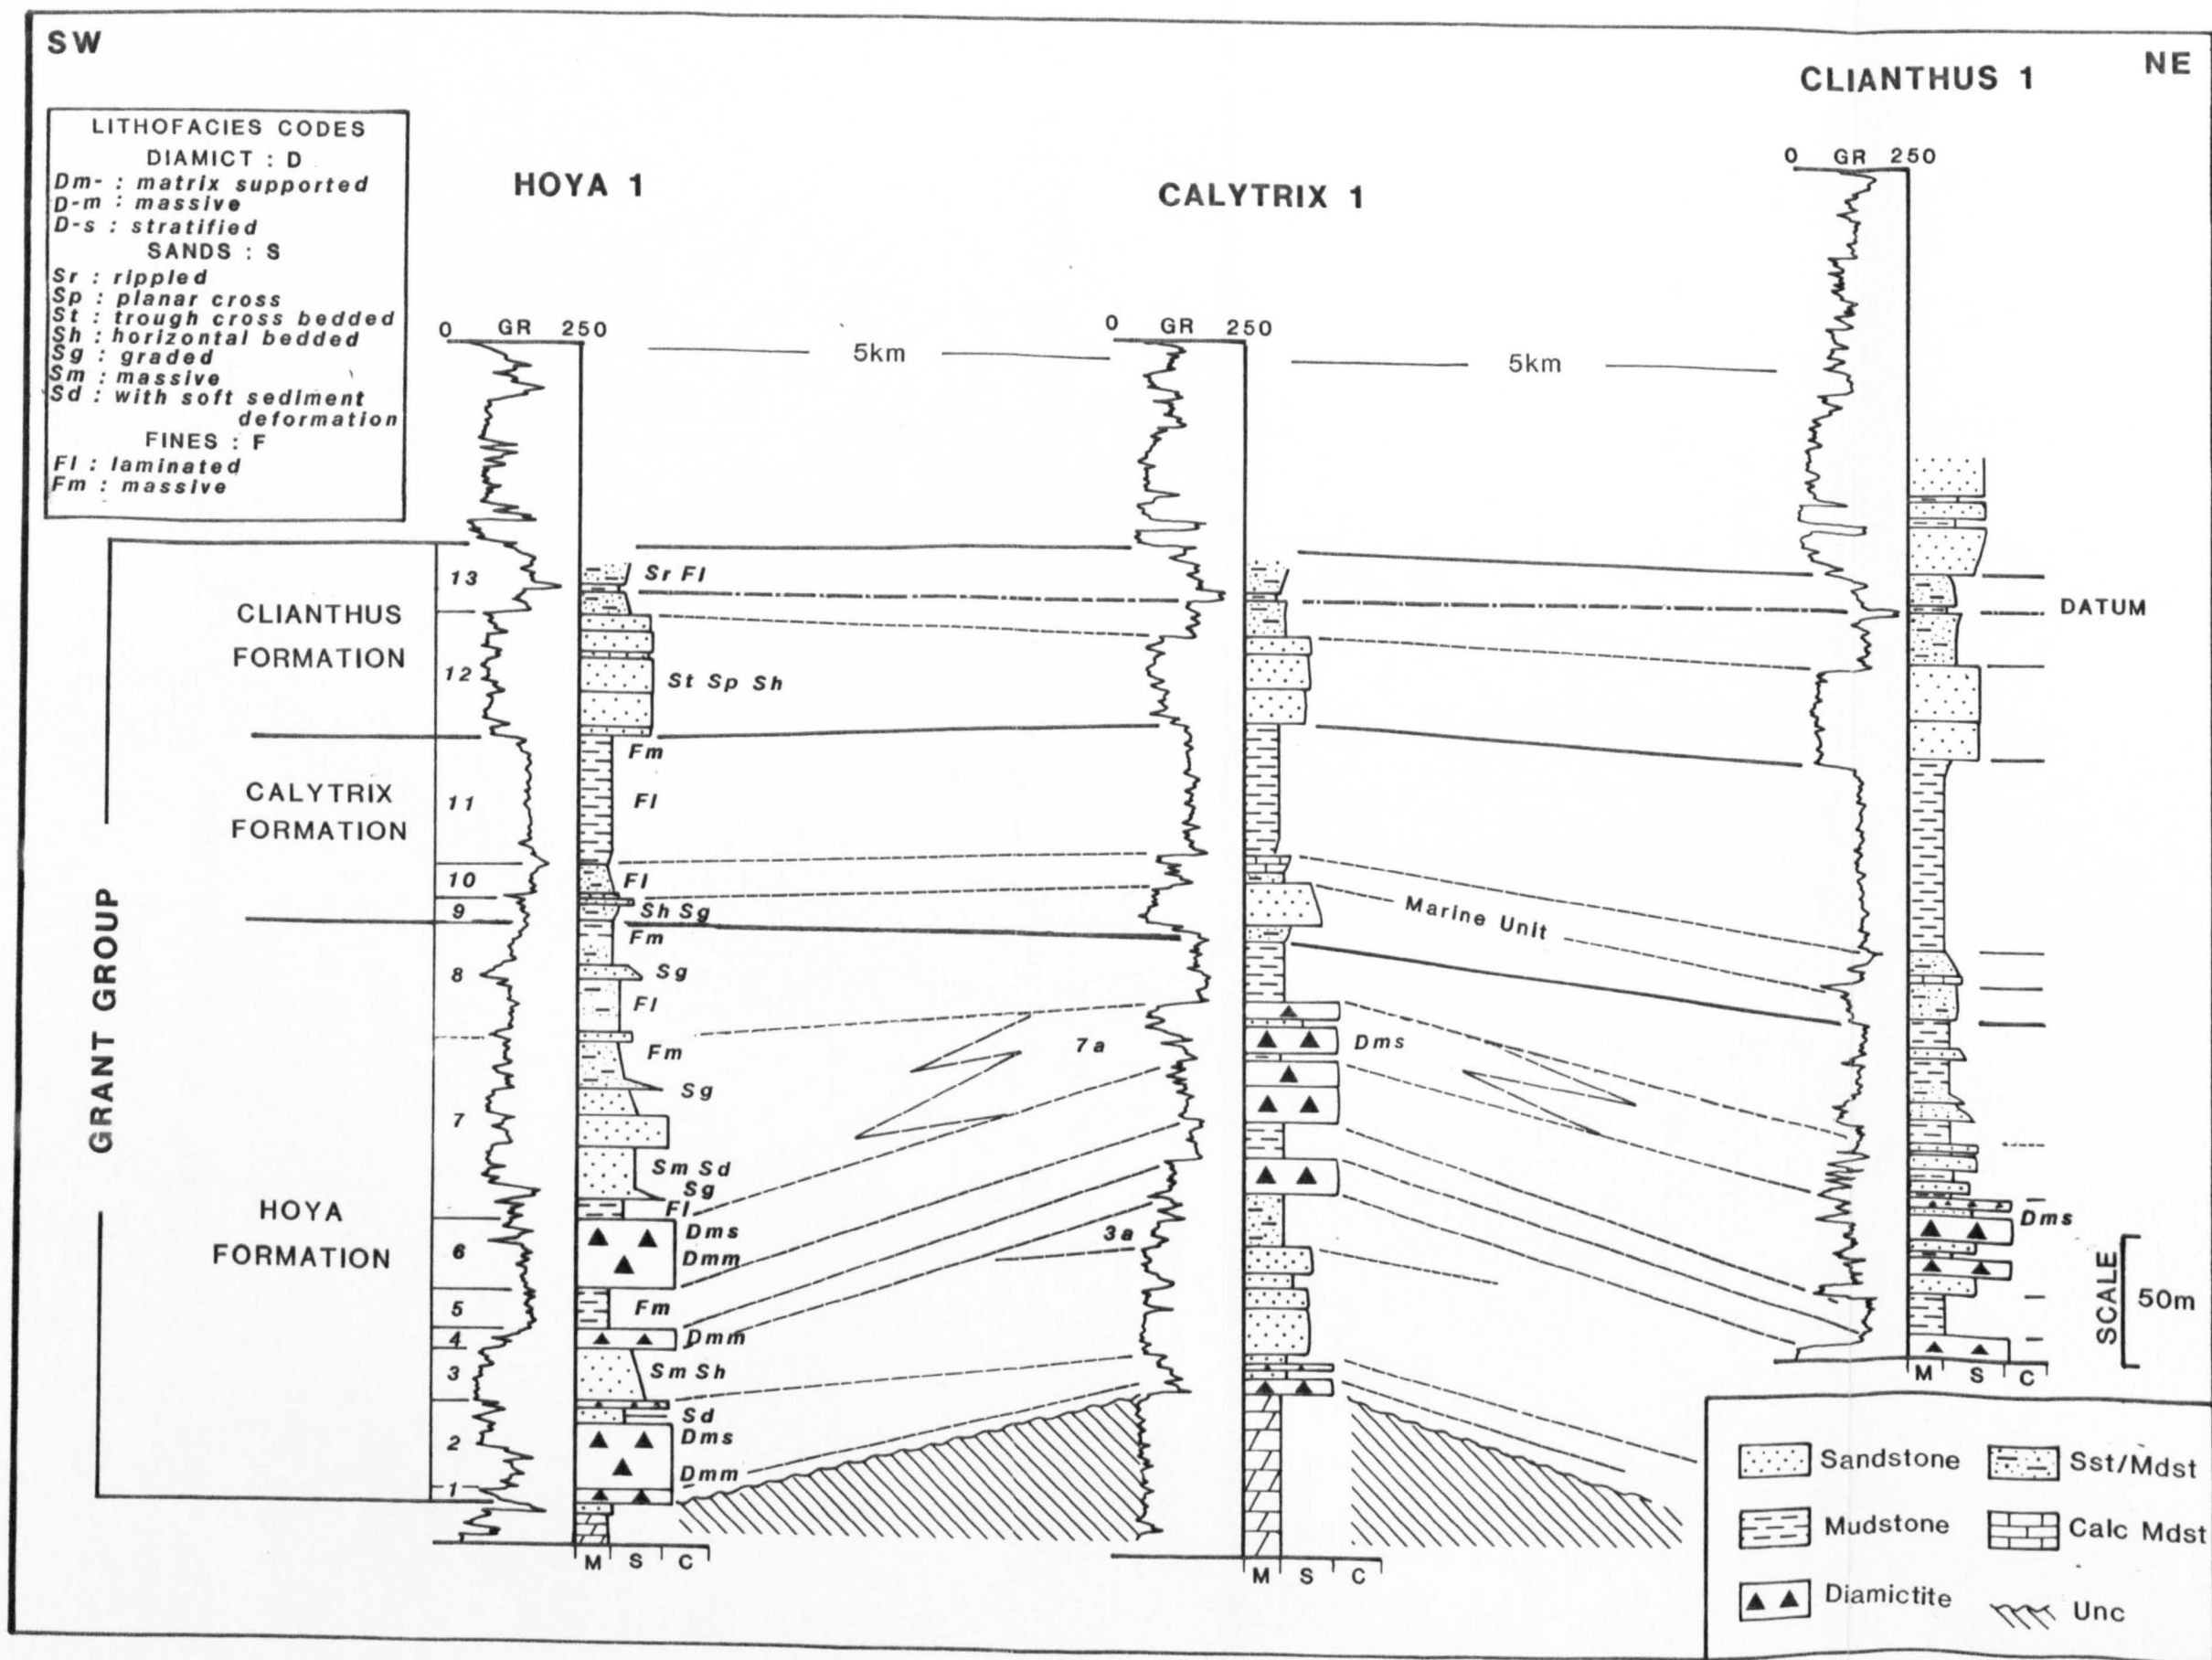 SW
NE
CLIANTHUS 1
HOYA 1
CALYTRIX 1
LITHOFACIES CODES
DIAMICT : D
Dm- : matrix supported
D-m : massive
D-s : stratified
SANDS : S
Sr : rippled
Sp : planar cross
St : trough cross bedded
Sh : horizontal bedded
Sg : graded
Sm : massive
Sd : with soft sediment
deformation
FINES : F
Fl : laminated
Fm : massive
0 GR 250
0 GR 250
0 GR 250
5km
5km
GRANT GROUP
CLIANTHUS
FORMATION
CALYTRIX
FORMATION
HOYA
FORMATION
13
12
11
10
9
8
7
6
5
4
3
2
1
Sr Fl
St Sp Sh
Fm
Fl
Fl
Sh Sg
Fm
Sg
Fl
Fm
Sg
Sm Sd
Sg
Fl
Dms
Dmm
Fm
Dmm
Sm Sh
Sd
Dms
Dmm
M S C
7a
3a
Dms
Marine Unit
M S C
DATUM
Dms
M S C
SCALE
50m
Sandstone
Sst/Mdst
Mudstone
Calc Mdst
Diamictite
Unc